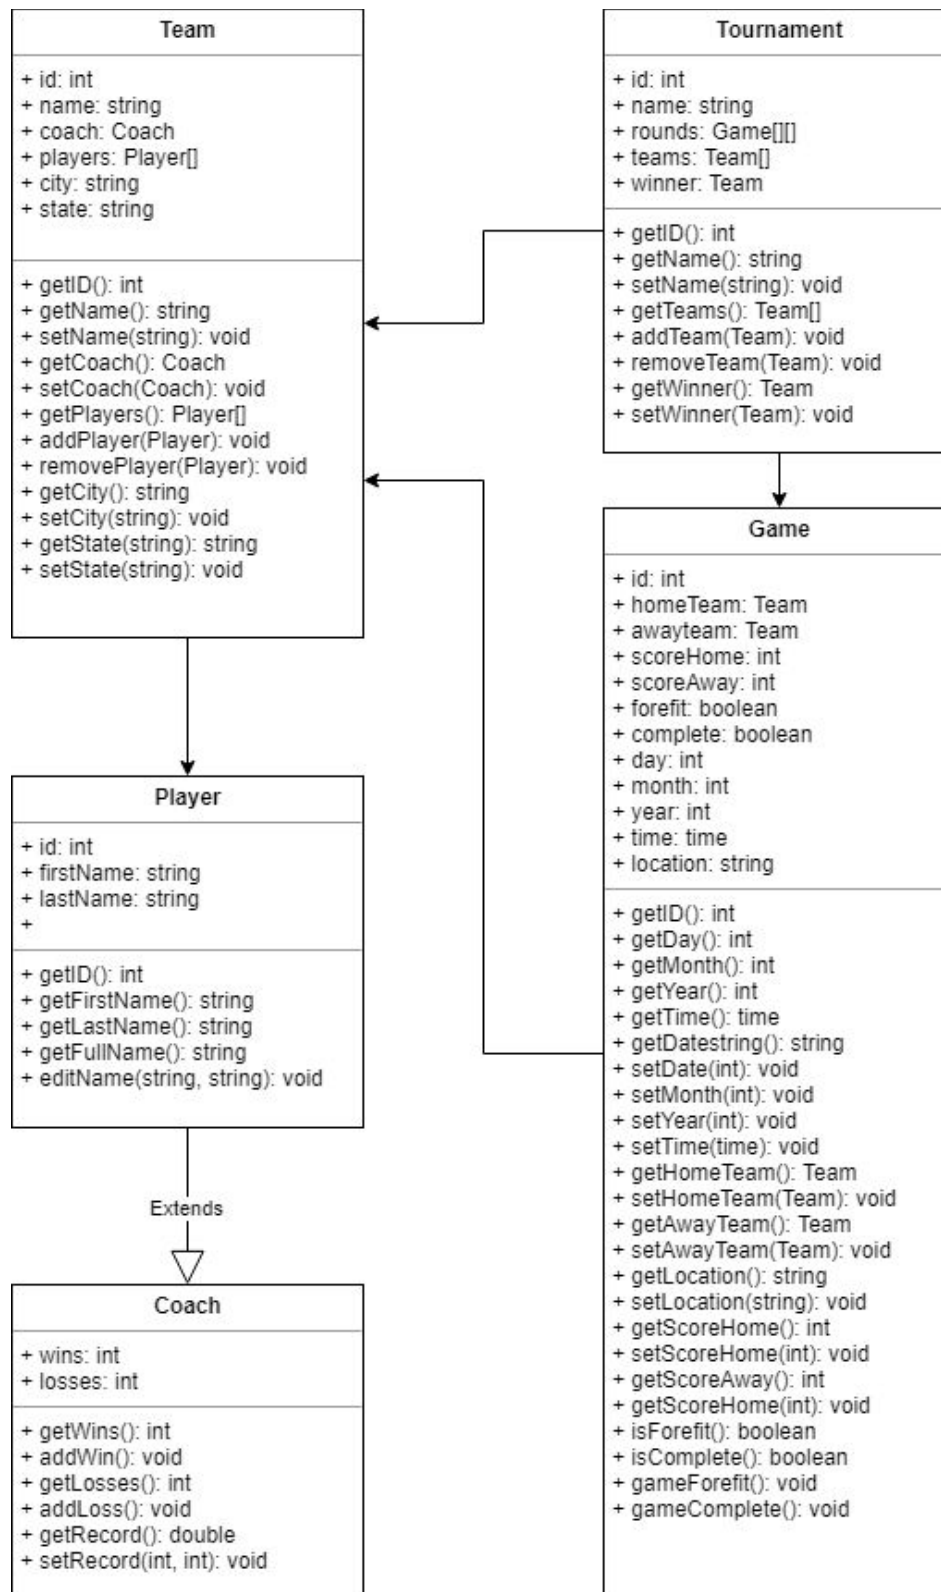 Team
+ id: int
+ name: string
+ coach: Coach
+ players: Player[]
+ city: string
+ state: string
+ getID(): int
+ getName(): string
+ setName(string): void
+ getCoach(): Coach
+ setCoach(Coach): void
+ getPlayers(): Player[]
+ addPlayer(Player): void
+ removePlayer(Player): void
+ getCity(): string
+ setCity(string): void
+ getState(string): string
+ setState(string): void
Player
+ id: int
+ firstName: string
+ lastName: string
+
+ getID(): int
+ getFirstName(): string
+ getLastName(): string
+ getFullName(): string
+ editName(string, string): void
Extends
Coach
+ wins: int
+ losses: int
+ getWins(): int
+ addWin(): void
+ getLosses(): int
+ addLoss(): void
+ getRecord(): double
+ setRecord(int, int): void
Tournament
+ id: int
+ name: string
+ rounds: Game[][]
+ teams: Team[]
+ winner: Team
+ getID(): int
+ getName(): string
+ setName(string): void
+ getTeams(): Team[]
+ addTeam(Team): void
+ removeTeam(Team): void
+ getWinner(): Team
+ setWinner(Team): void
Game
+ id: int
+ homeTeam: Team
+ awayteam: Team
+ scoreHome: int
+ scoreAway: int
+ forefit: boolean
+ complete: boolean
+ day: int
+ month: int
+ year: int
+ time: time
+ location: string
+ getID(): int
+ getDay(): int
+ getMonth(): int
+ getYear(): int
+ getTime(): time
+ getDatestring(): string
+ setDate(int): void
+ setMonth(int): void
+ setYear(int): void
+ setTime(time): void
+ getHomeTeam(): Team
+ setHomeTeam(Team): void
+ getAwayTeam(): Team
+ setAwayTeam(Team): void
+ getLocation(): string
+ setLocation(string): void
+ getScoreHome(): int
+ setScoreHome(int): void
+ getScoreAway(): int
+ getScoreHome(int): void
+ isForefit(): boolean
+ isComplete(): boolean
+ gameForefit(): void
+ gameComplete(): void